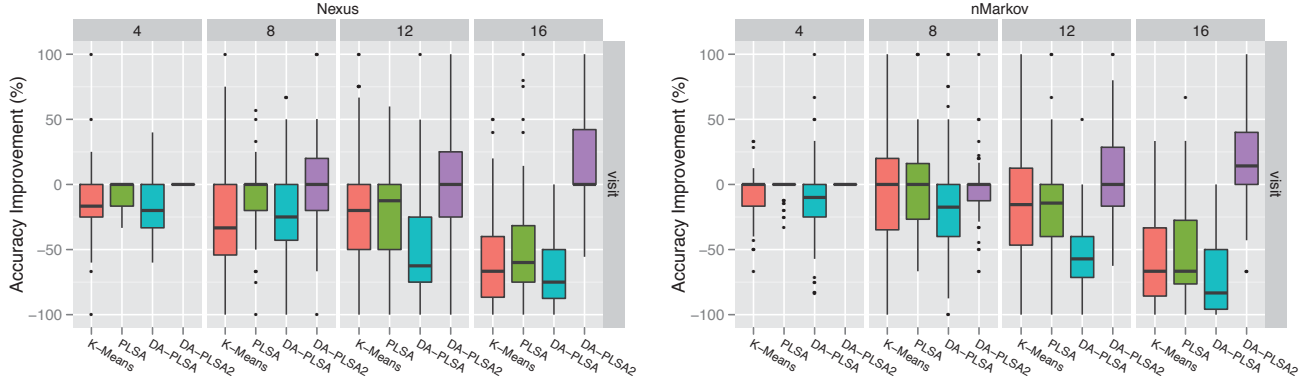 Nexus
4 8 12 16
Accuracy Improvement (%)
100
50
0
−50
−100
visit
K−Means PLSA DA−PLSA DA−PLSA2 K−Means PLSA DA−PLSA DA−PLSA2 K−Means PLSA DA−PLSA DA−PLSA2 K−Means PLSA DA−PLSA DA−PLSA2
nMarkov
4 8 12 16
Accuracy Improvement (%)
100
50
0
−50
−100
visit
K−Means PLSA DA−PLSA DA−PLSA2 K−Means PLSA DA−PLSA DA−PLSA2 K−Means PLSA DA−PLSA DA−PLSA2 K−Means PLSA DA−PLSA DA−PLSA2